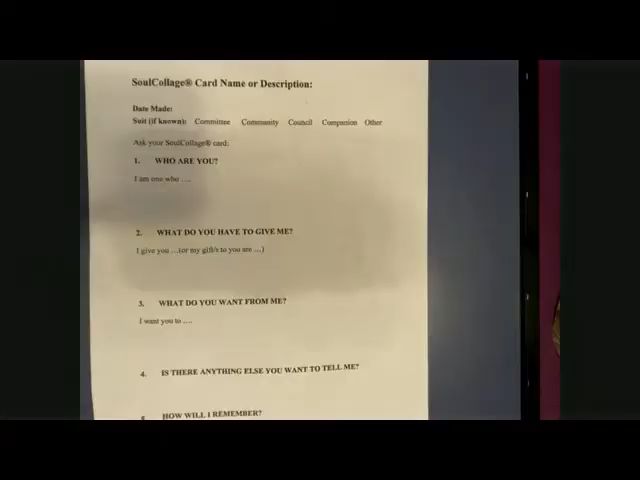 SoulCollage® Card Name or Description:
Date Made:
Suit (if known): Committee Community Council Companion Other
Ask your SoulCollage® card:
1. WHO ARE YOU?
I am one who ….
2. WHAT DO YOU HAVE TO GIVE ME?
I give you …(or my gift/s to you are …)
3. WHAT DO YOU WANT FROM ME?
I want you to ….
4. IS THERE ANYTHING ELSE YOU WANT TO TELL ME?
5. HOW WILL I REMEMBER?